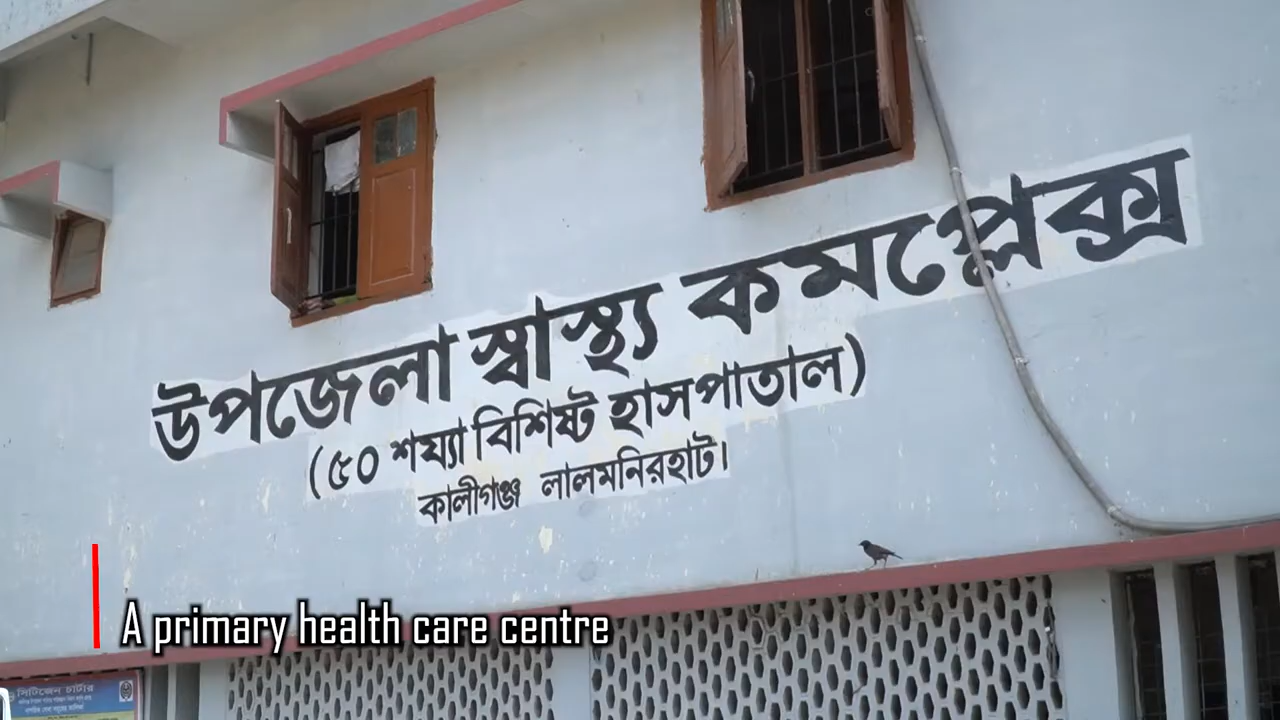 উপজেলা স্বাস্থ্য কমপ্লেক্স
(৫০ শয্যা বিশিষ্ট হাসপাতাল)
কালীগঞ্জ লালমনিরহাট।
A primary health care centre
সিটিজেন চার্টার